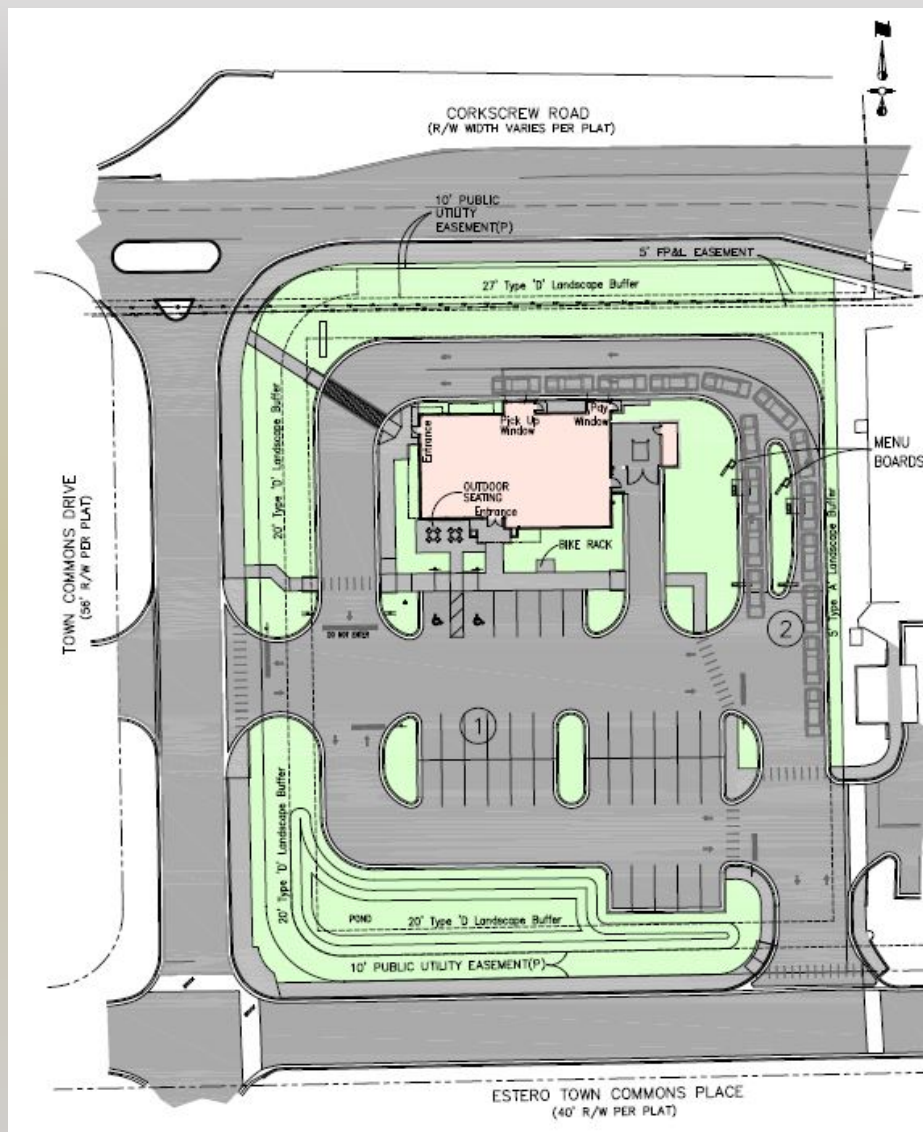 N
CORKSCREW ROAD
(R/W WIDTH VARIES PER PLAT)
10' PUBLIC
UTILITY
EASEMENT(P)
5' FP&L EASEMENT
27' Type 'D' Landscape Buffer
20' Type 'D' Landscape Buffer
Entrance
Pick Up
Window
Pay
Window
MENU
BOARDS
OUTDOOR
SEATING
Entrance
BIKE RACK
TOWN COMMONS DRIVE
(56' R/W PER PLAT)
DO NOT ENTER
2
5' Type 'A' Landscape Buffer
1
20' Type 'D' Landscape Buffer
POND
20' Type 'D Landscape Buffer
10' PUBLIC UTILITY EASEMENT(P)
ESTERO TOWN COMMONS PLACE
(40' R/W PER PLAT)